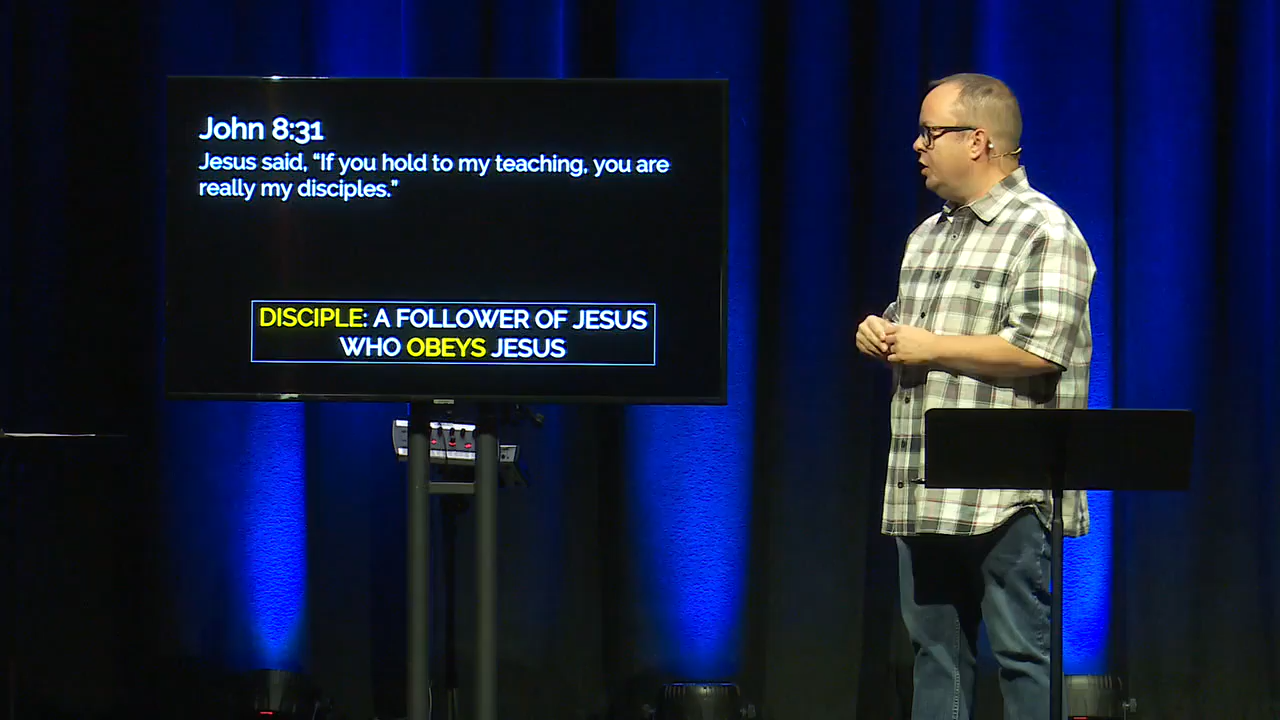 John 8:31
Jesus said, “If you hold to my teaching, you are
really my disciples.”
DISCIPLE: A FOLLOWER OF JESUS
WHO OBEYS JESUS